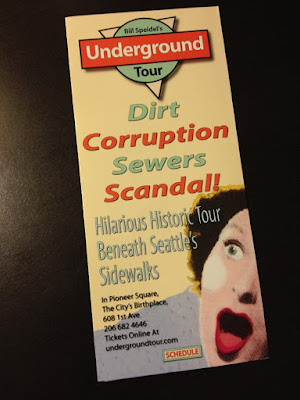 Bill Speidel's
Underground
Tour
Dirt
Corruption
Sewers
Scandal!
Hilarious Historic Tour
Beneath Seattle's
Sidewalks
In Pioneer Square,
The City's Birthplace,
608 1st Ave
206 682 4646
Tickets Online At
undergroundtour.com
SCHEDULE